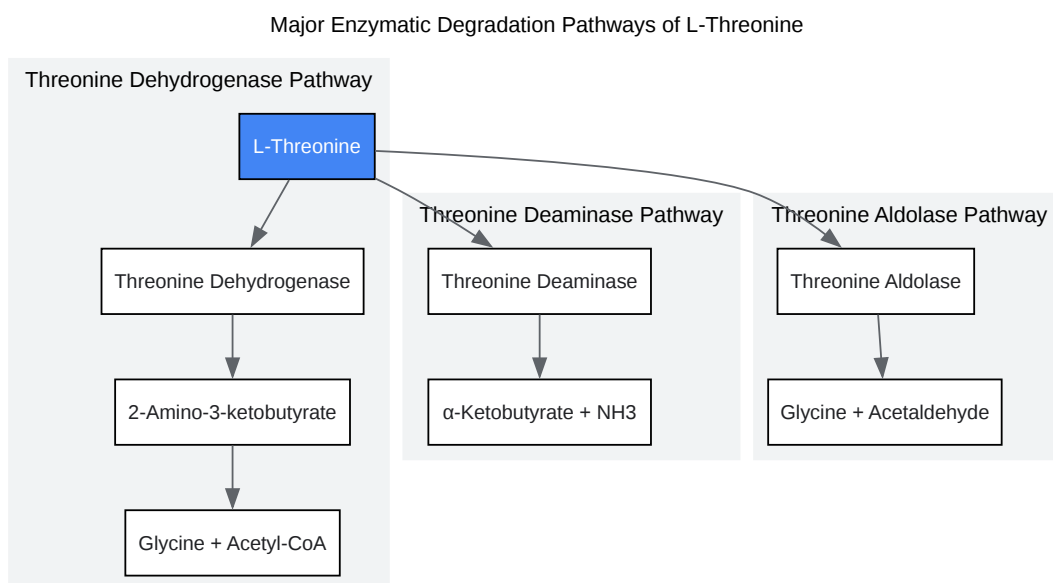 Major Enzymatic Degradation Pathways of L-Threonine
Threonine Dehydrogenase Pathway
L-Threonine
Threonine Dehydrogenase
2-Amino-3-ketobutyrate
Glycine + Acetyl-CoA
Threonine Deaminase Pathway
Threonine Deaminase
α-Ketobutyrate + NH3
Threonine Aldolase Pathway
Threonine Aldolase
Glycine + Acetaldehyde